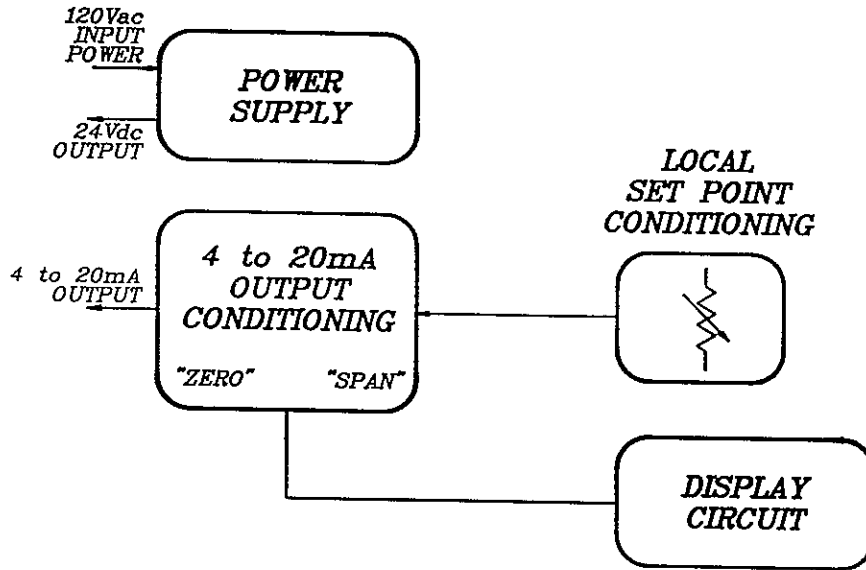 120Vac
INPUT
POWER
POWER
SUPPLY
24Vdc
OUTPUT
LOCAL
SET POINT
CONDITIONING
4 to 20mA
OUTPUT
CONDITIONING
4 to 20mA
OUTPUT
"ZERO" "SPAN"
DISPLAY
CIRCUIT